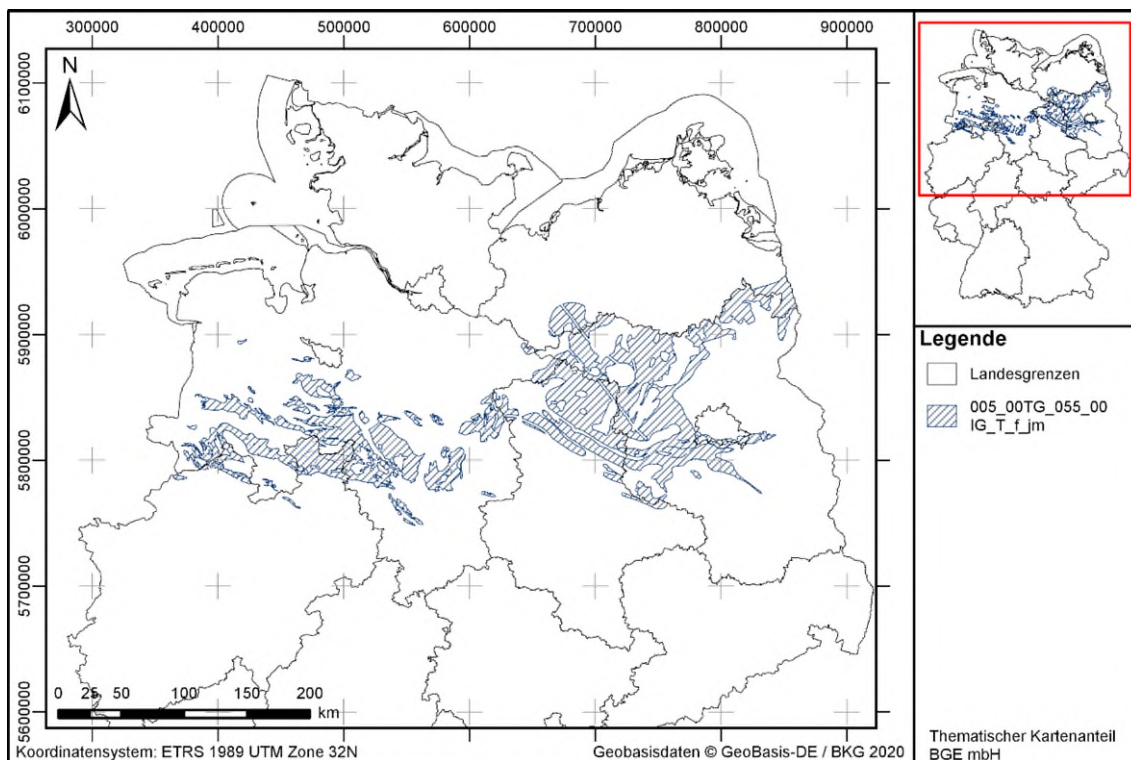 300000 400000 500000 600000 700000 800000 900000
N
6100000
6000000
5900000
5800000
5700000
5600000
0 25 50 100 150 200
km
Koordinatensystem: ETRS 1989 UTM Zone 32N
Geobasisdaten © GeoBasis-DE / BKG 2020
Legende
Landesgrenzen
005_00TG_055_00
IG_T_f_jm
Thematischer Kartenanteil
BGE mbH